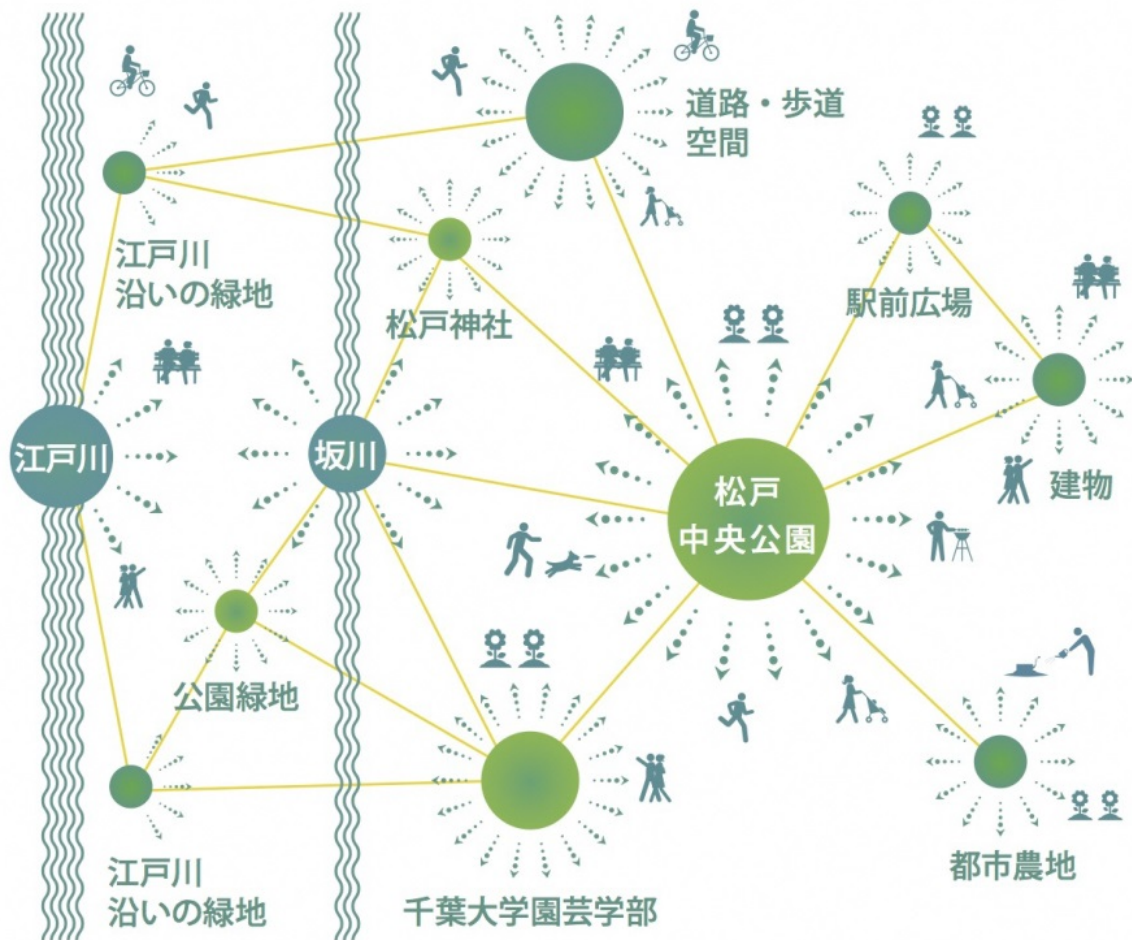 道路・歩道
空間
江戸川
沿いの緑地
松戸神社
駅前広場
江戸川
坂川
松戸
中央公園
建物
公園緑地
江戸川
沿いの緑地
千葉大学園芸学部
都市農地